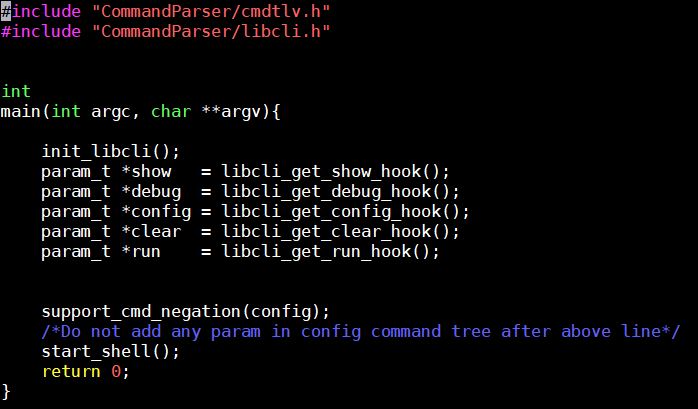 #include "CommandParser/cmdtlv.h"
#include "CommandParser/libcli.h"
int
main(int argc, char **argv){
    init_libcli();
    param_t *show   = libcli_get_show_hook();
    param_t *debug  = libcli_get_debug_hook();
    param_t *config = libcli_get_config_hook();
    param_t *clear  = libcli_get_clear_hook();
    param_t *run    = libcli_get_run_hook();
    support_cmd_negation(config);
    /*Do not add any param in config command tree after above line*/
    start_shell();
    return 0;
}